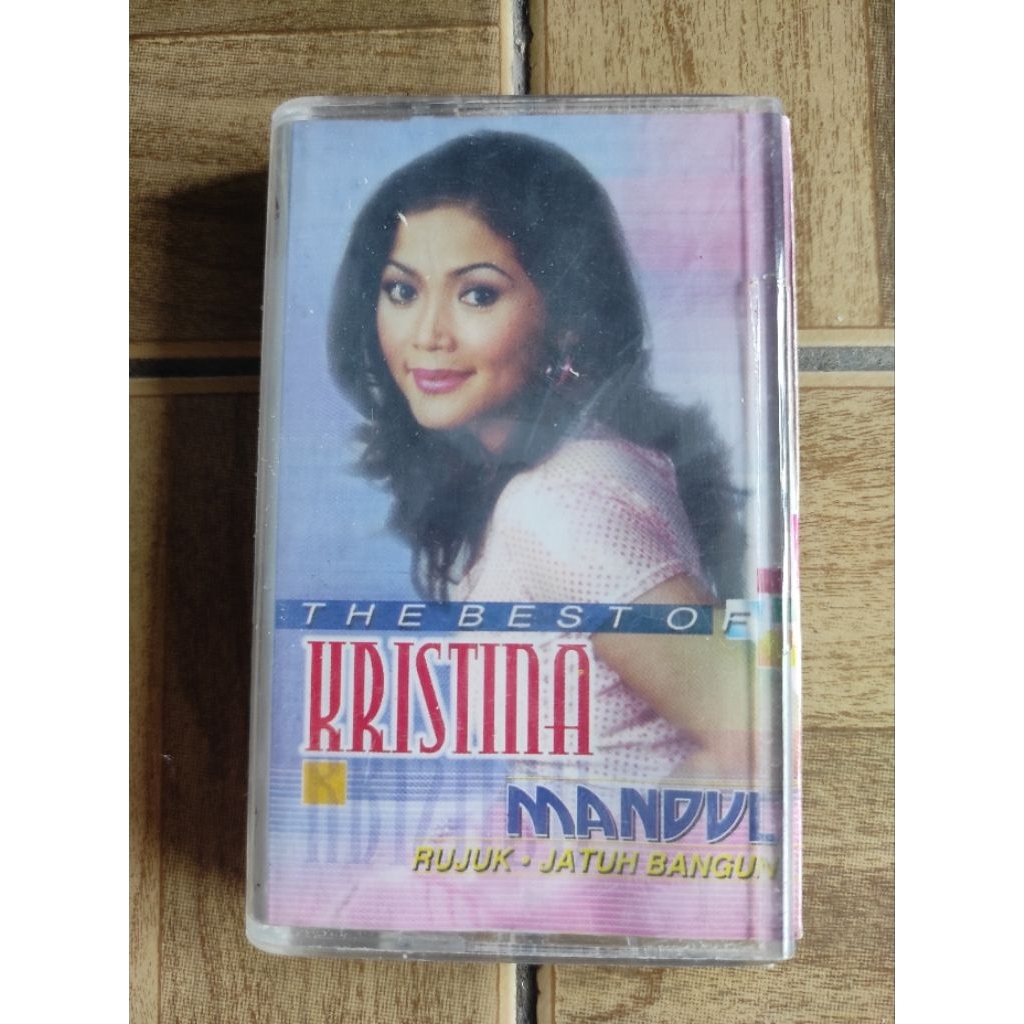 THE BEST OF
KRISTINA
K
MANDUL
RUJUK • JATUH BANGUN